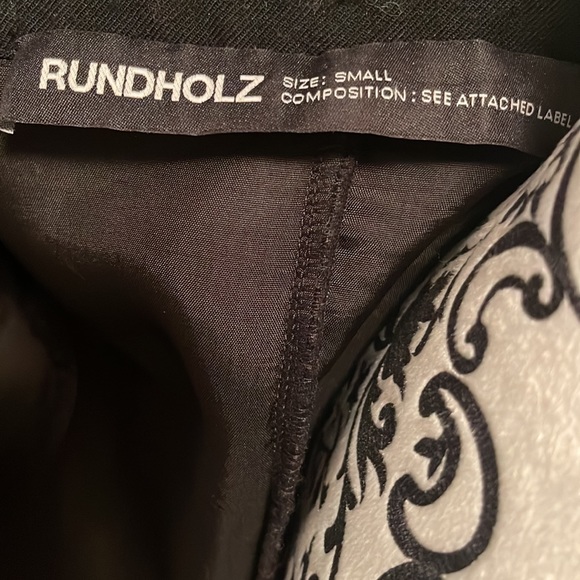 RUNDHOLZ
SIZE: SMALL
COMPOSITION : SEE ATTACHED LABEL